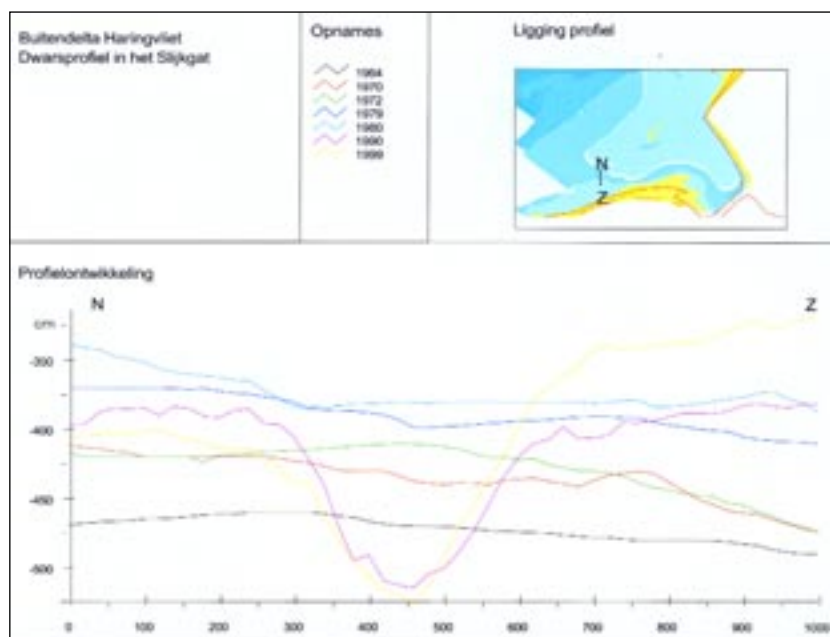 Buitendelta Haringvliet
Dwarsprofiel in het Slijkgat
Opnames
1964
1970
1972
1979
1980
1990
1999
Ligging profiel
N
Z
Profielontwikkeling
N
Z
cm
-350
-400
-450
-500
0
100
200
300
400
500
600
700
800
900
1000